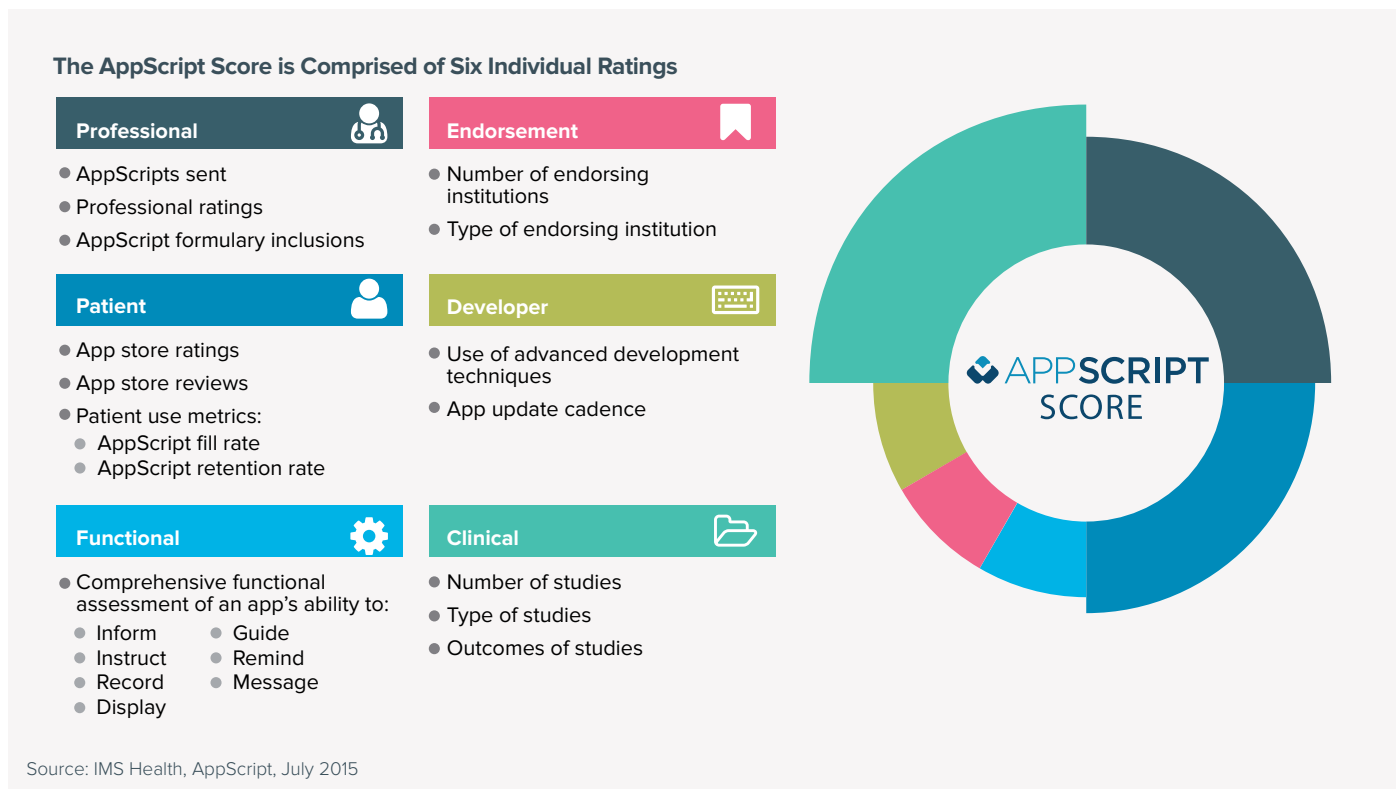 The AppScript Score is Comprised of Six Individual Ratings
Professional
AppScripts sent
Professional ratings
AppScript formulary inclusions
Endorsement
Number of endorsing
institutions
Type of endorsing institution
Patient
App store ratings
App store reviews
Patient use metrics:
AppScript fill rate
AppScript retention rate
Developer
Use of advanced development
techniques
App update cadence
Functional
Comprehensive functional
assessment of an app’s ability to:
Inform
Instruct
Record
Display
Guide
Remind
Message
Clinical
Number of studies
Type of studies
Outcomes of studies
APPSCRIPT
SCORE
Source: IMS Health, AppScript, July 2015